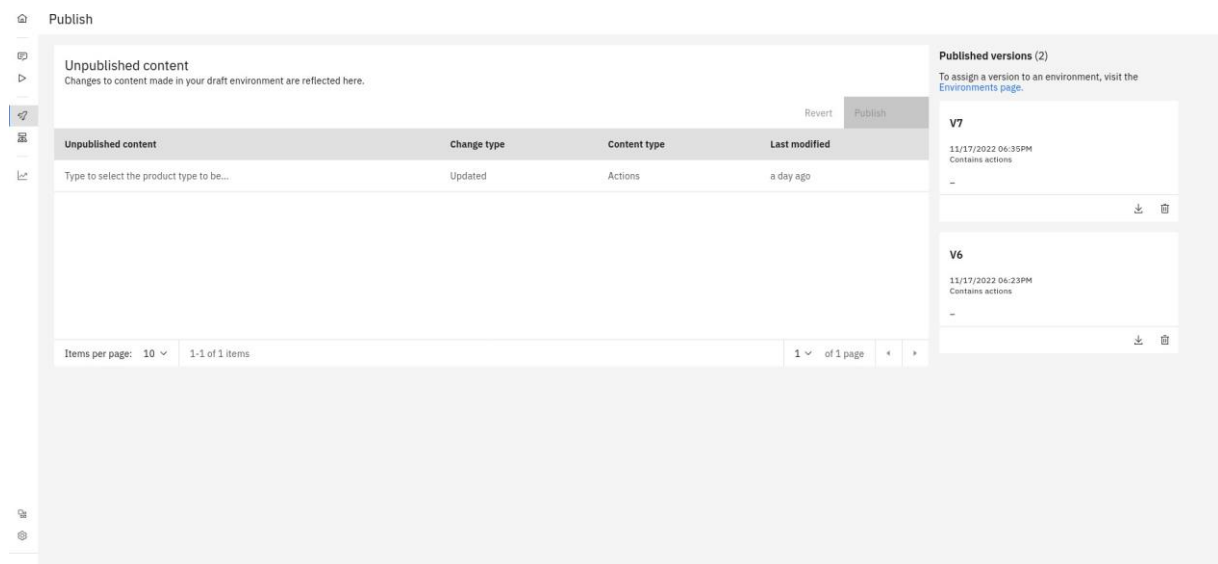 Publish
Unpublished content
Changes to content made in your draft environment are reflected here.
Revert Publish
Unpublished content Change type Content type Last modified
Type to select the product type to be... Updated Actions a day ago
Items per page: 10 1-1 of 1 items 1 of 1 page
Published versions (2)
To assign a version to an environment, visit the
Environments page.
V7
11/17/2022 06:35PM
Contains actions
–
V6
11/17/2022 06:23PM
Contains actions
–